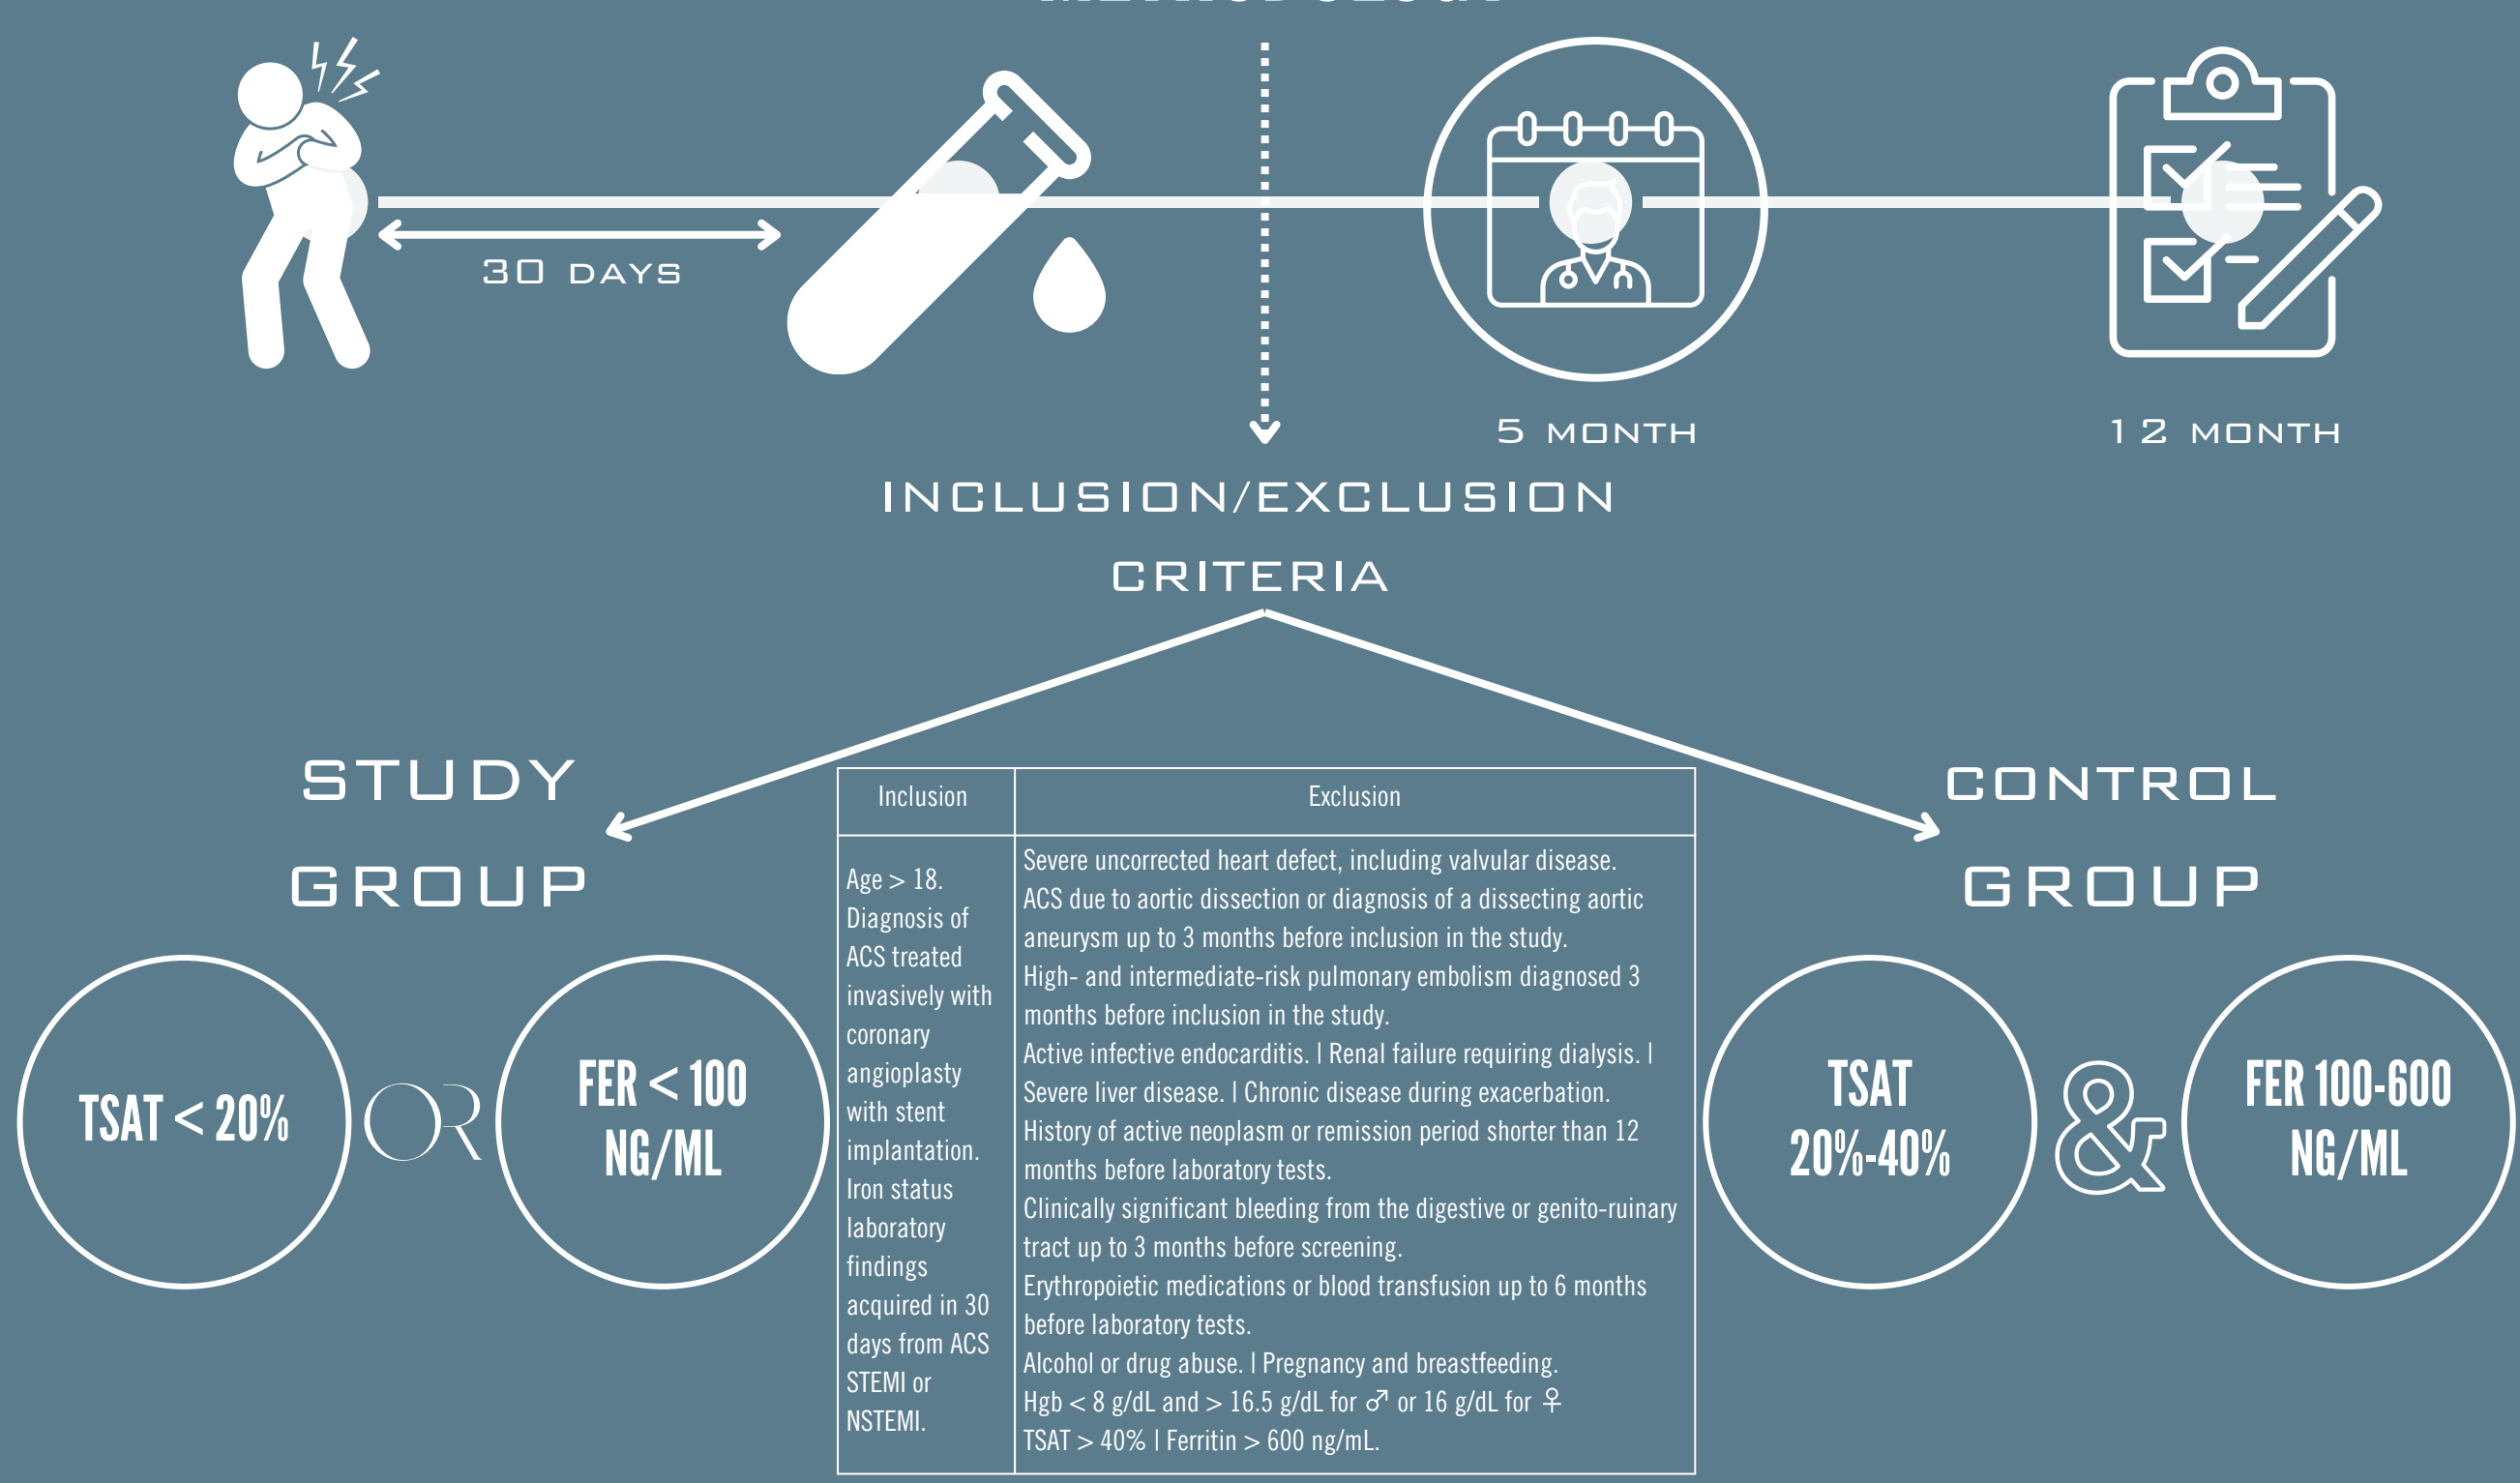 METHODOLOGY
30 DAYS
5 MONTH
12 MONTH
INCLUSION/EXCLUSION
CRITERIA
STUDY
GROUP
TSAT < 20%
OR
FER < 100
NG/ML
Inclusion
Age > 18.
Diagnosis of
ACS treated
invasively with
coronary
angioplasty
with stent
implantation.
Iron status
laboratory
findings
acquired in 30
days from ACS
STEMI or
NSTEMI.
Exclusion
Severe uncorrected heart defect, including valvular disease.
ACS due to aortic dissection or diagnosis of a dissecting aortic
aneurysm up to 3 months before inclusion in the study.
High- and intermediate-risk pulmonary embolism diagnosed 3
months before inclusion in the study.
Active infective endocarditis. | Renal failure requiring dialysis. |
Severe liver disease. | Chronic disease during exacerbation.
History of active neoplasm or remission period shorter than 12
months before laboratory tests.
Clinically significant bleeding from the digestive or genito-ruinary
tract up to 3 months before screening.
Erythropoietic medications or blood transfusion up to 6 months
before laboratory tests.
Alcohol or drug abuse. | Pregnancy and breastfeeding.
Hgb < 8 g/dL and > 16.5 g/dL for ♂ or 16 g/dL for ♀
TSAT > 40% | Ferritin > 600 ng/mL.
CONTROL
GROUP
TSAT
20%-40%
&
FER 100-600
NG/ML